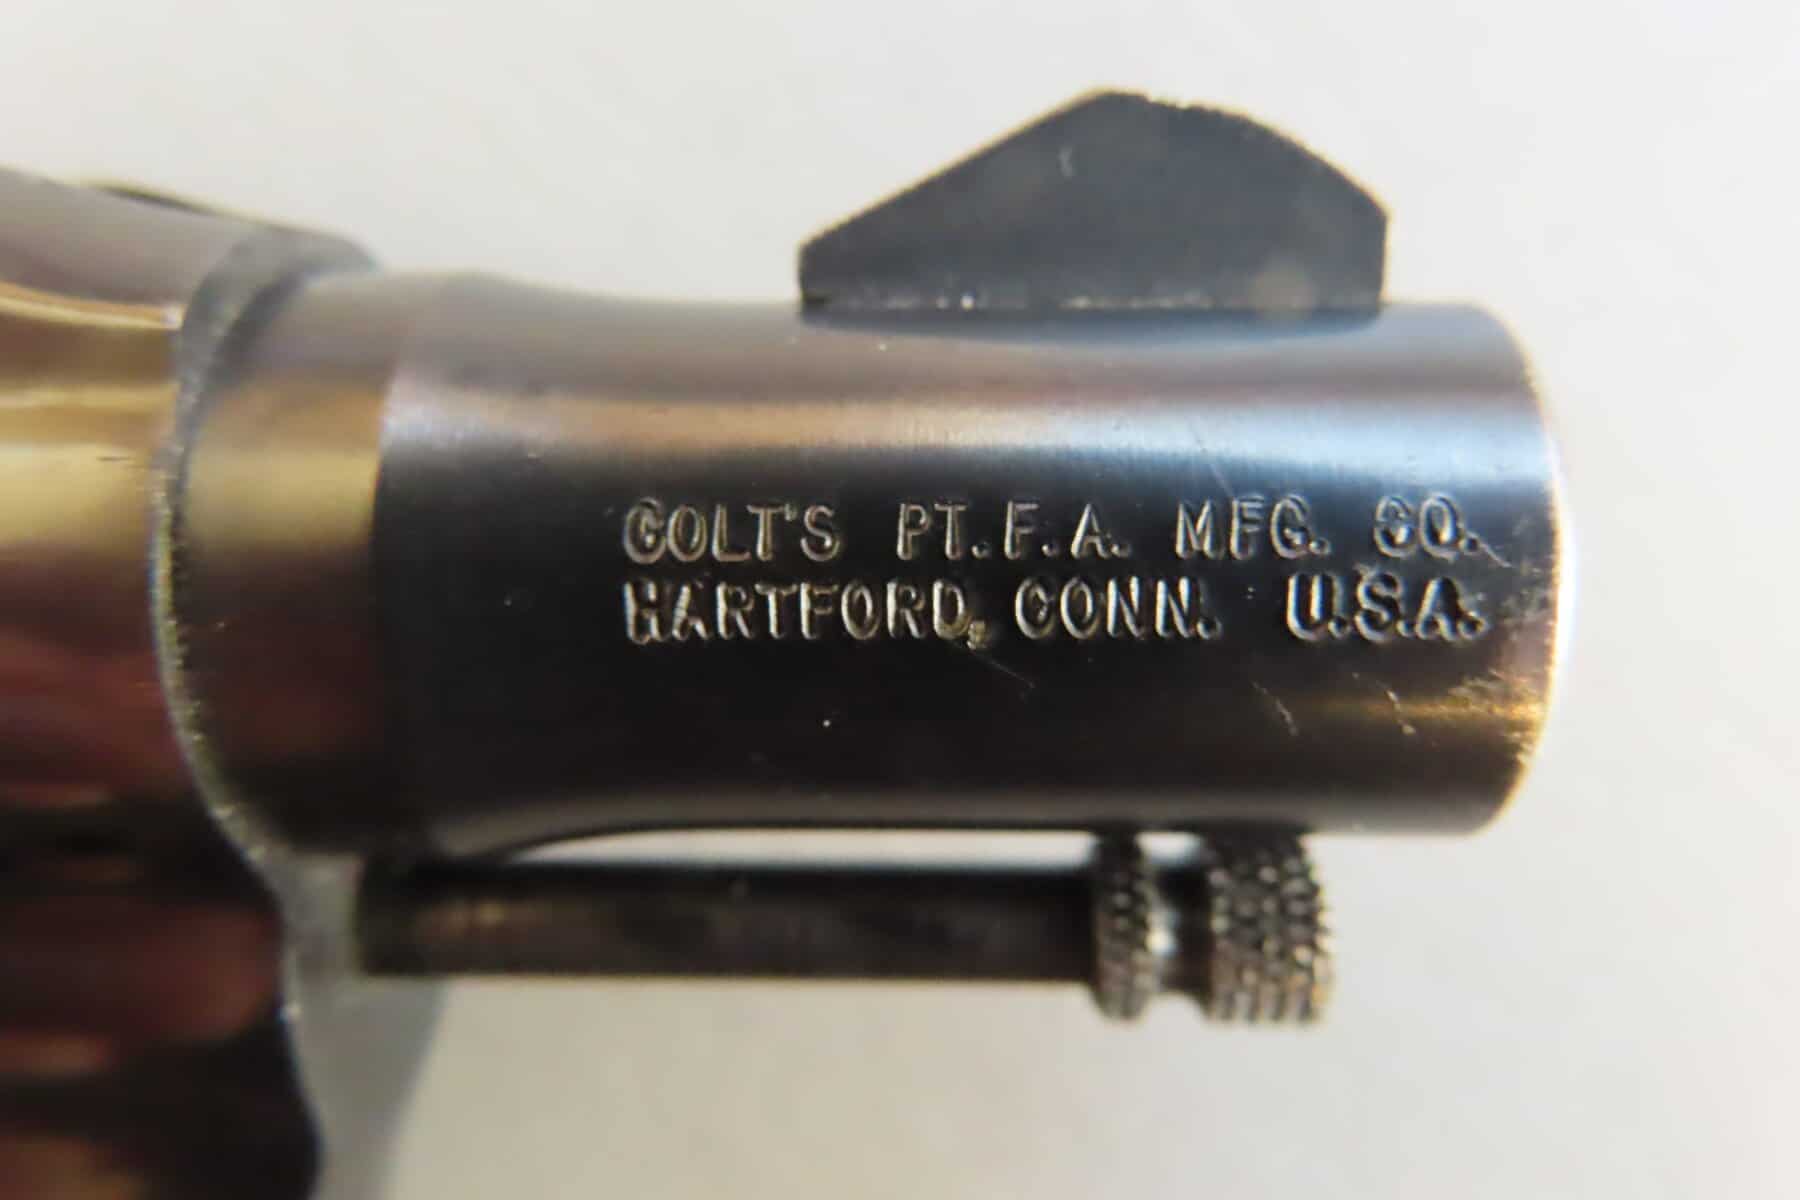 COLT'S PT. F. A. MFG. CO.
HARTFORD, CONN. U.S.A.